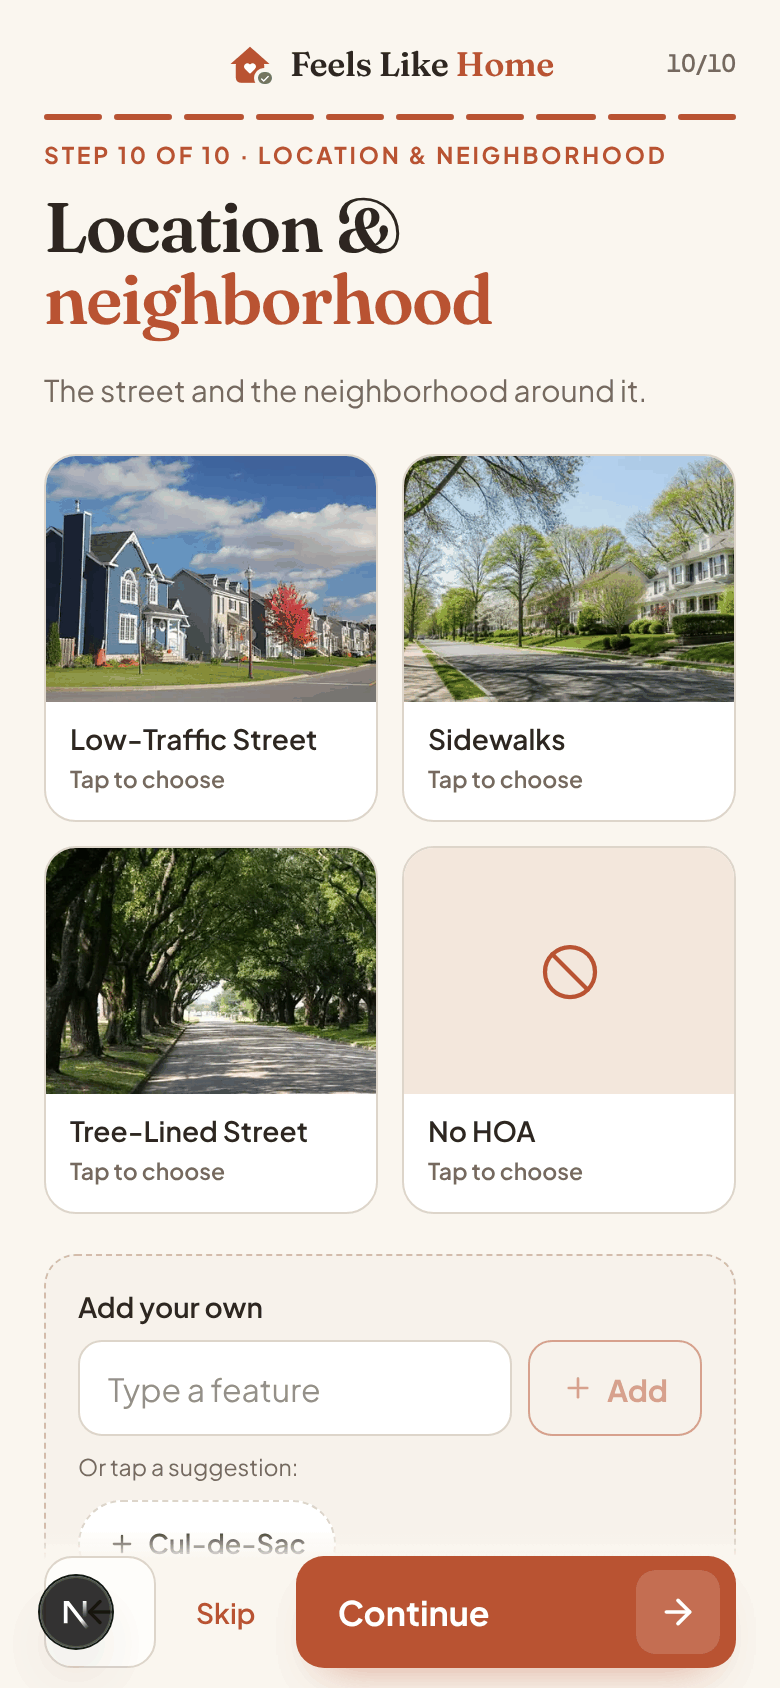 Feels Like Home
10/10
STEP 10 OF 10 · LOCATION & NEIGHBORHOOD
Location &
neighborhood
The street and the neighborhood around it.
Low-Traffic Street
Tap to choose
Sidewalks
Tap to choose
Tree-Lined Street
Tap to choose
No HOA
Tap to choose
Add your own
Type a feature
+ Add
Or tap a suggestion:
+ Cul-de-Sac
N
Skip
Continue